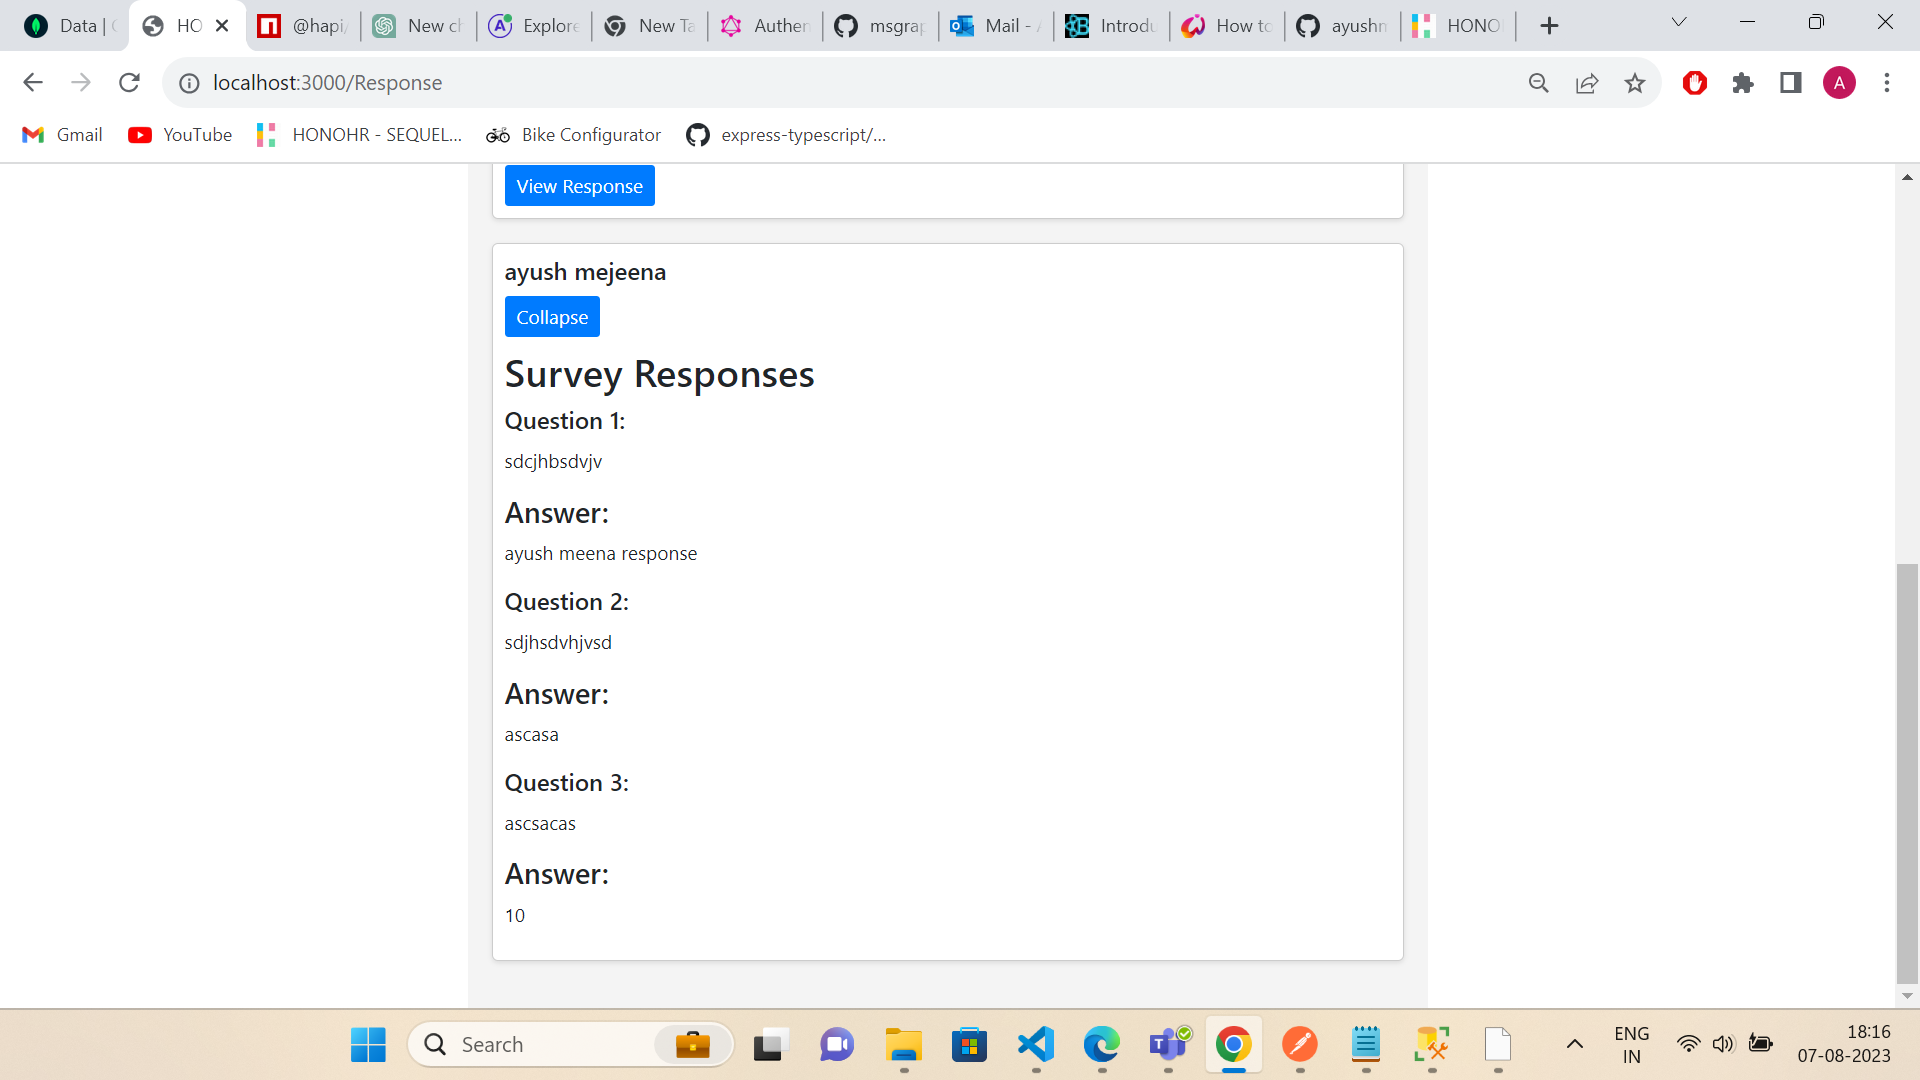 Data |
HO
@hapi/
New ch
Explore
New Ta
Authen
msgrap
Mail -
Introdu
How to
ayushm
HONO
localhost:3000/Response
A
Gmail
YouTube
HONOHR - SEQUEL...
Bike Configurator
express-typescript/...
View Response
ayush mejeena
Collapse
Survey Responses
Question 1:
sdcjhbsdvjv
Answer:
ayush meena response
Question 2:
sdjhsdvhjvsd
Answer:
ascasa
Question 3:
ascsacas
Answer:
10
Search
ENG
IN
18:16
07-08-2023